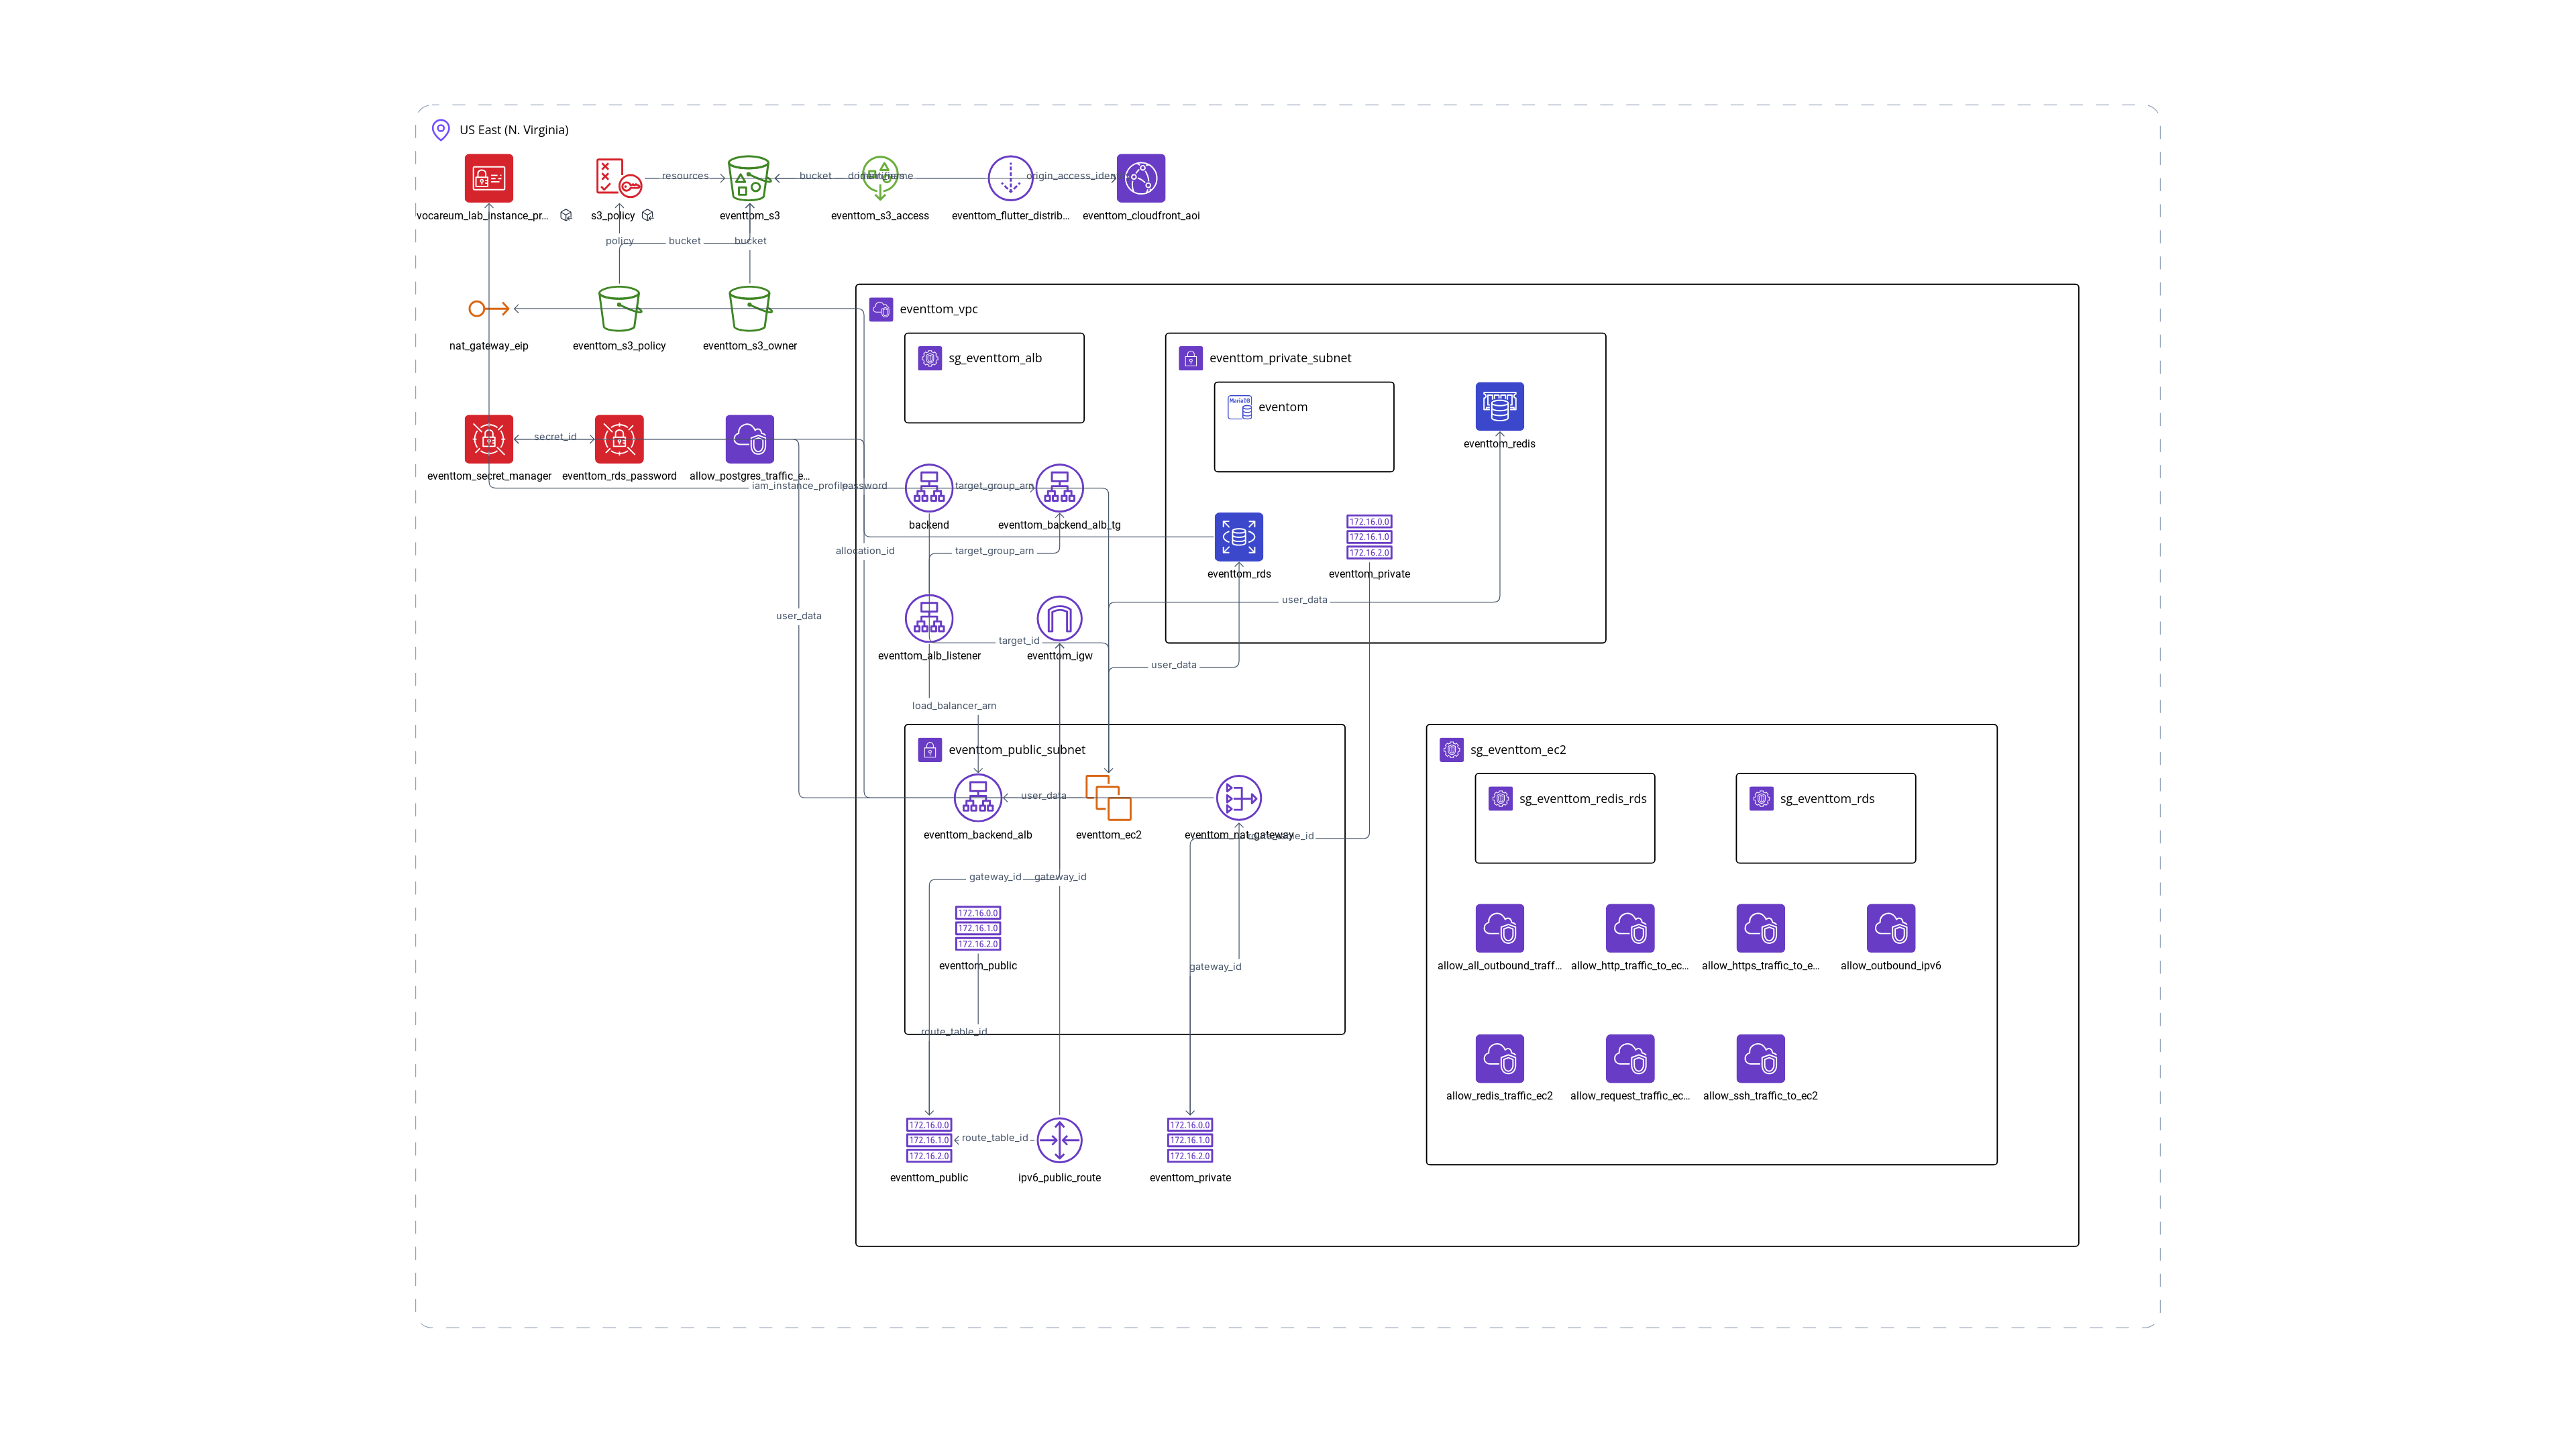 US East (N. Virginia)
resources
bucket
origin_access_iden
vocareum_lab_instance_pr...
s3_policy
eventtom_s3
eventtom_s3_access
eventtom_flutter_distrib...
eventtom_cloudfront_aoi
policy
bucket
bucket
nat_gateway_eip
eventtom_s3_policy
eventtom_s3_owner
eventtom_vpc
sg_eventtom_alb
eventtom_private_subnet
MariaDB
eventom
eventtom_redis
secret_id
eventtom_secret_manager
eventtom_rds_password
allow_postgres_traffic_e...
iam_instance_profile
password
target_group_arn
backend
eventtom_backend_alb_tg
172.16.0.0
172.16.1.0
172.16.2.0
allocation_id
target_group_arn
eventtom_rds
eventtom_private
user_data
user_data
target_id
eventtom_alb_listener
eventtom_igw
user_data
load_balancer_arn
eventtom_public_subnet
sg_eventtom_ec2
user_data
sg_eventtom_redis_rds
sg_eventtom_rds
eventtom_backend_alb
eventtom_ec2
eventtom_nat_gateway
gateway_id
gateway_id
172.16.0.0
172.16.1.0
172.16.2.0
eventtom_public
gateway_id
allow_all_outbound_traff...
allow_http_traffic_to_ec...
allow_https_traffic_to_e...
allow_outbound_ipv6
route_table_id
allow_redis_traffic_ec2
allow_request_traffic_ec...
allow_ssh_traffic_to_ec2
172.16.0.0
172.16.1.0
172.16.2.0
route_table_id
172.16.0.0
172.16.1.0
172.16.2.0
eventtom_public
ipv6_public_route
eventtom_private